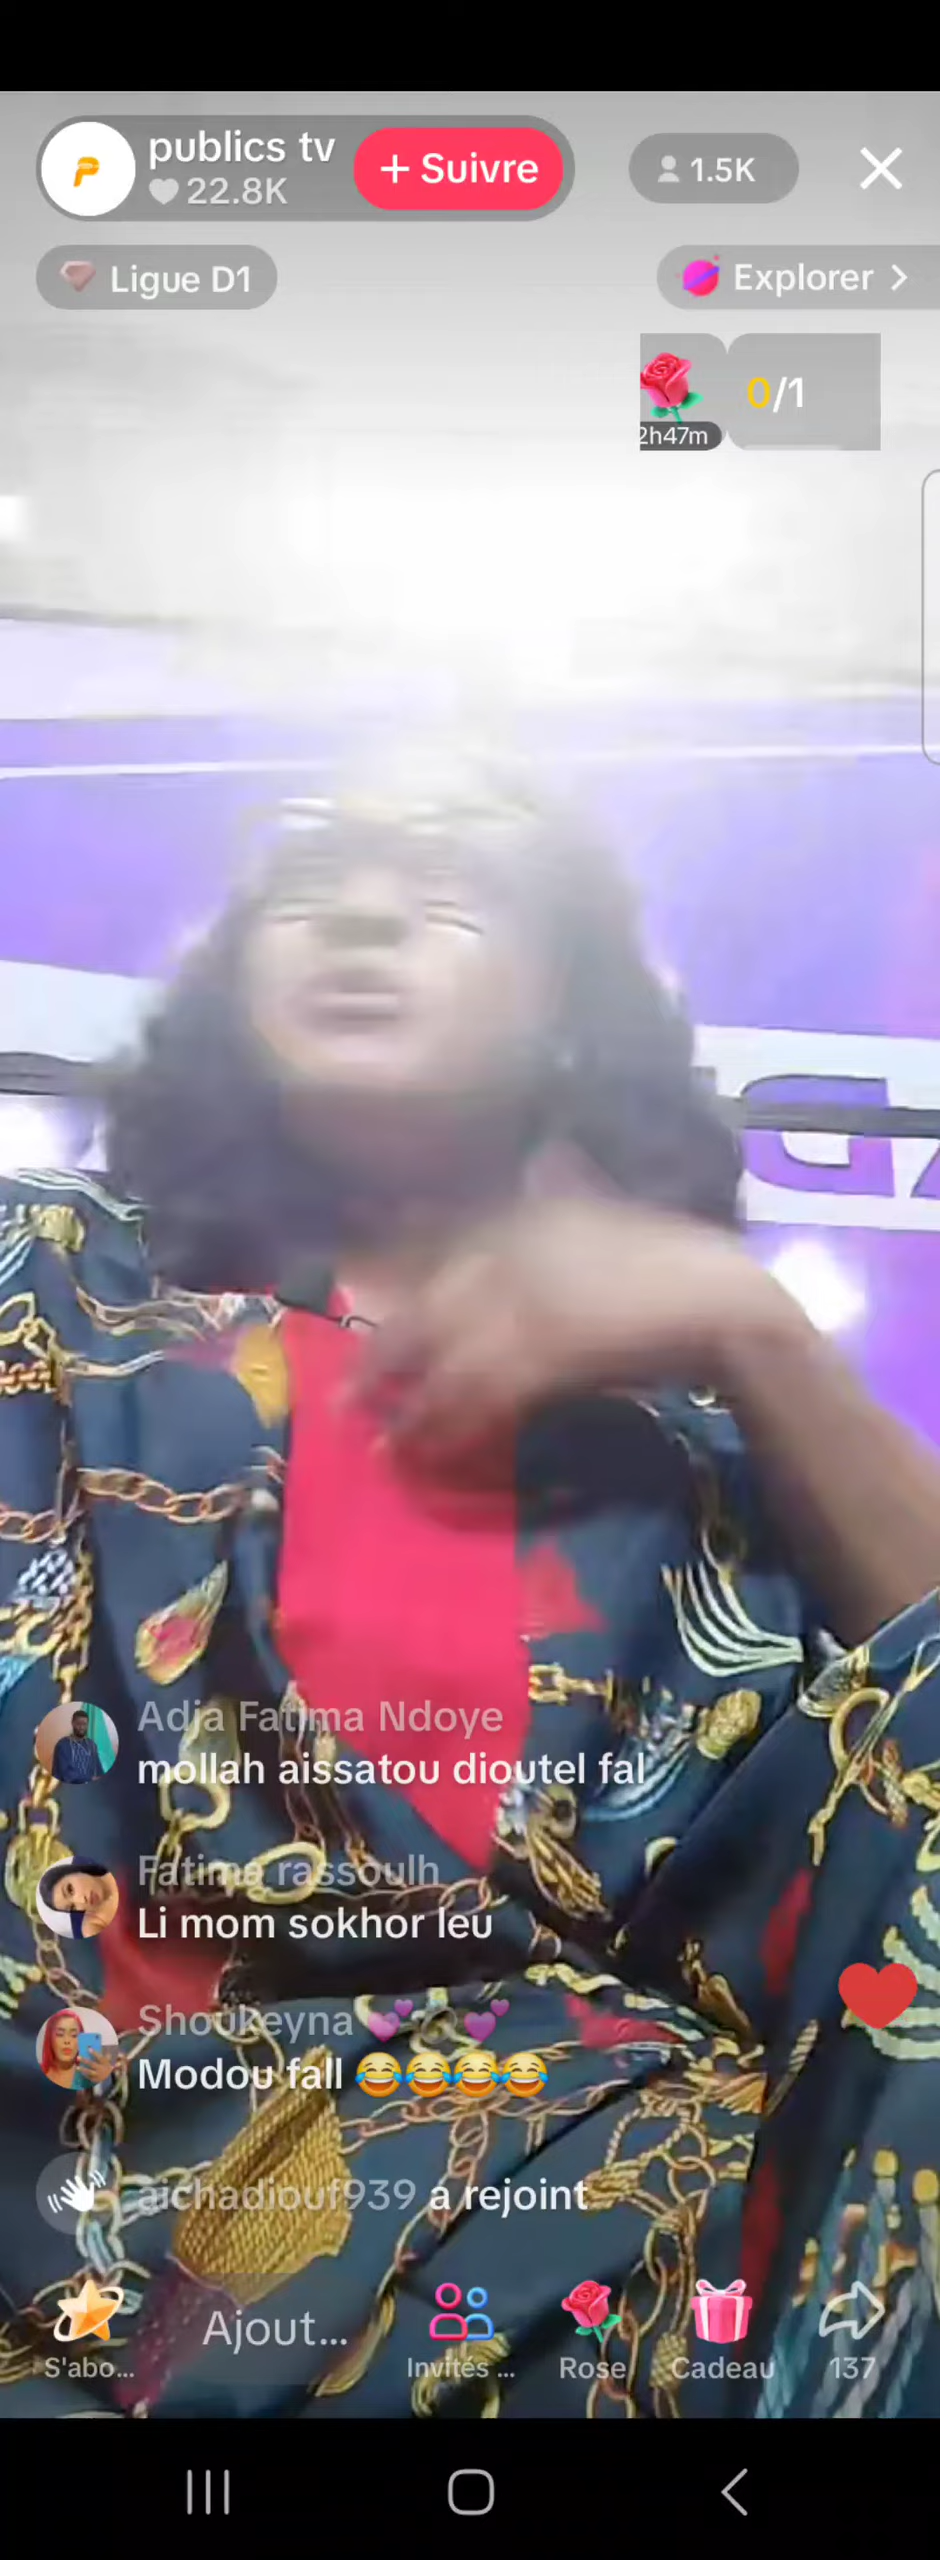 publics tv
22.8K
+ Suivre
1.5K
Ligue D1
Explorer >
0/1
2h47m
Adja Fatima Ndoye
mollah aissatou dioutel fal
Fatima rassoulh
Li mom sokhor leu
Shoukeyna 💕💍💕
Modou fall 😂😂😂😂
aichadiouf939 a rejoint
Ajout...
S'abo...
Invités ...
Rose
Cadeau
137